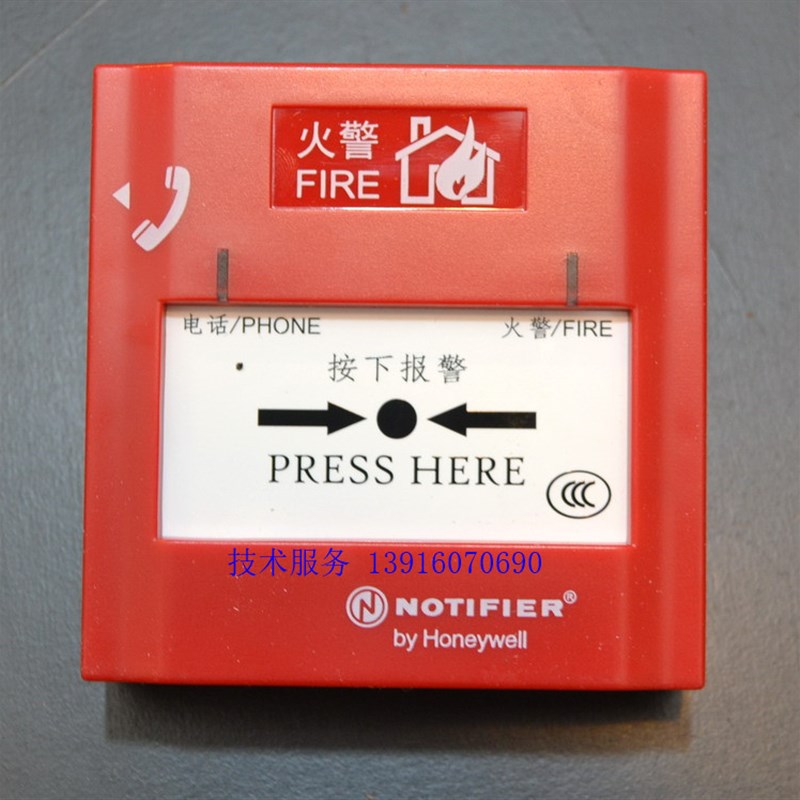 火警
FIRE
电话/PHONE
火警/FIRE
按下报警
PRESS HERE
CCC
技术服务 13916070690
N NOTIFIER®
by Honeywell